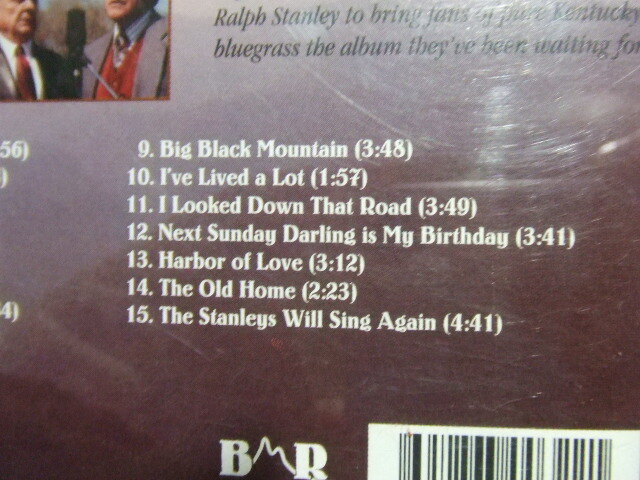 Ralph Stanley to bring fans of pure Kentucky
bluegrass the album they've been waiting for
:56)
)
4)
9. Big Black Mountain (3:48)
10. I've Lived a Lot (1:57)
11. I Looked Down That Road (3:49)
12. Next Sunday Darling is My Birthday (3:41)
13. Harbor of Love (3:12)
14. The Old Home (2:23)
15. The Stanleys Will Sing Again (4:41)
BMR